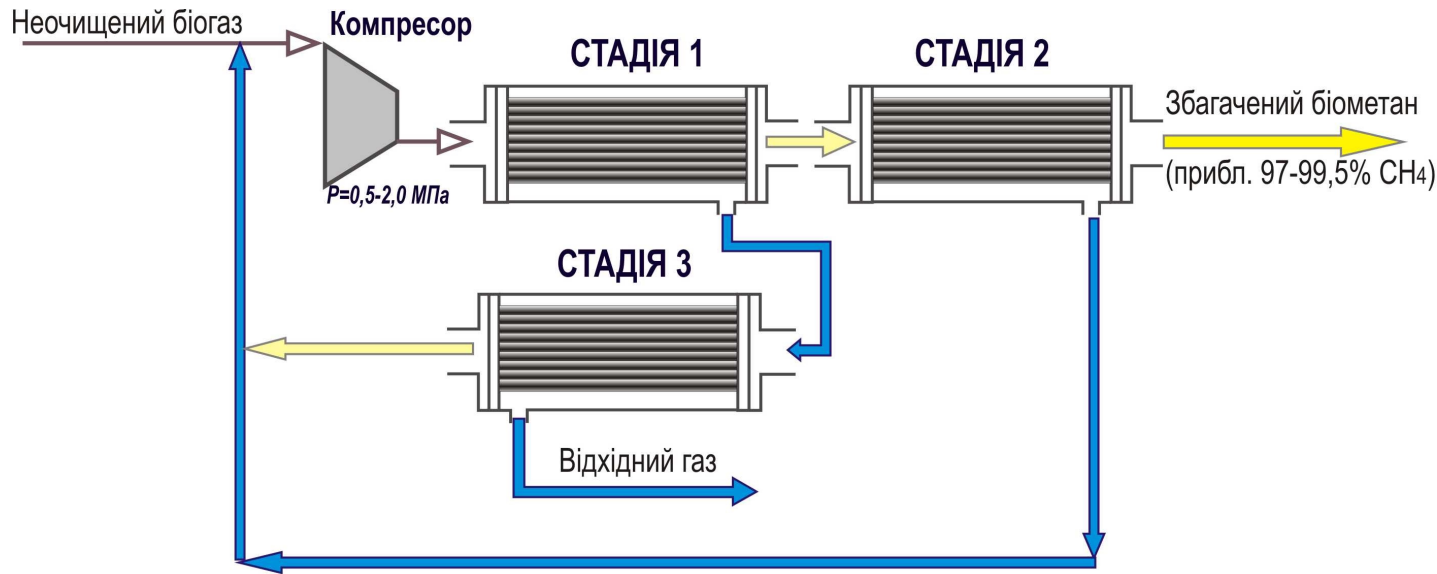 Неочищений біогаз
Компресор
СТАДІЯ 1
СТАДІЯ 2
Збагачений біометан
(прибл. 97-99,5% CH4)
P=0,5-2,0 МПа
СТАДІЯ 3
Відхідний газ